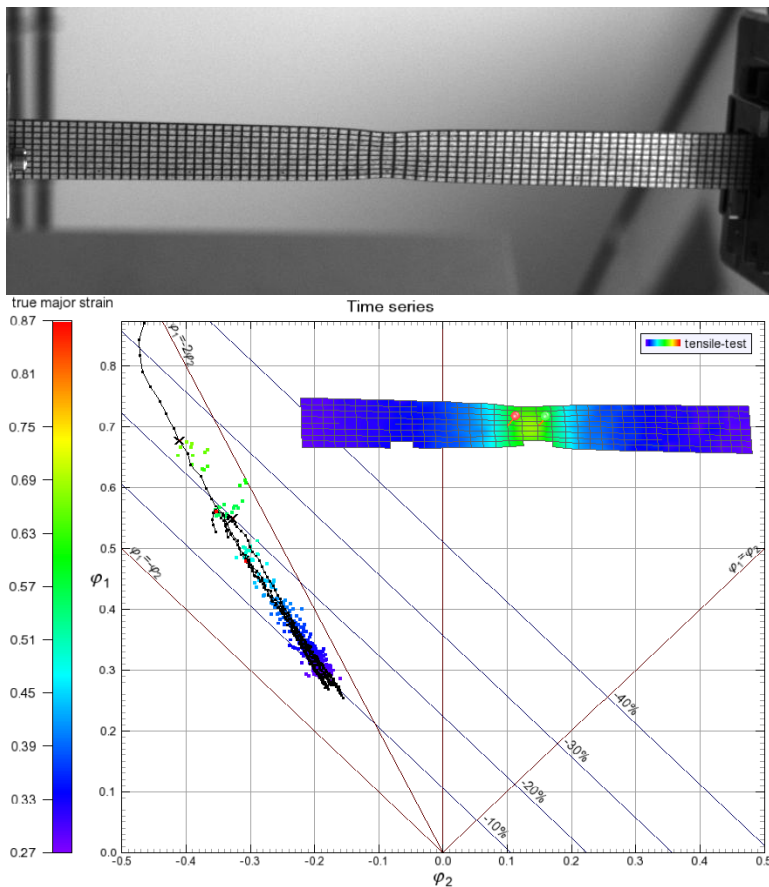 true major strain
Time series
0.87
0.81
0.75
0.69
0.63
0.57
0.51
0.45
0.39
0.33
0.27
φ₁=-2φ₂
tensile-test
0.8
0.7
0.6
0.5
0.4
0.3
0.2
0.1
0.0
φ₁
φ₁=-φ₂
φ₁=φ₂
-40%
-30%
-20%
-10%
-0.5 -0.4 -0.3 -0.2 -0.1 0.0 0.1 0.2 0.3 0.4 0.5
φ₂